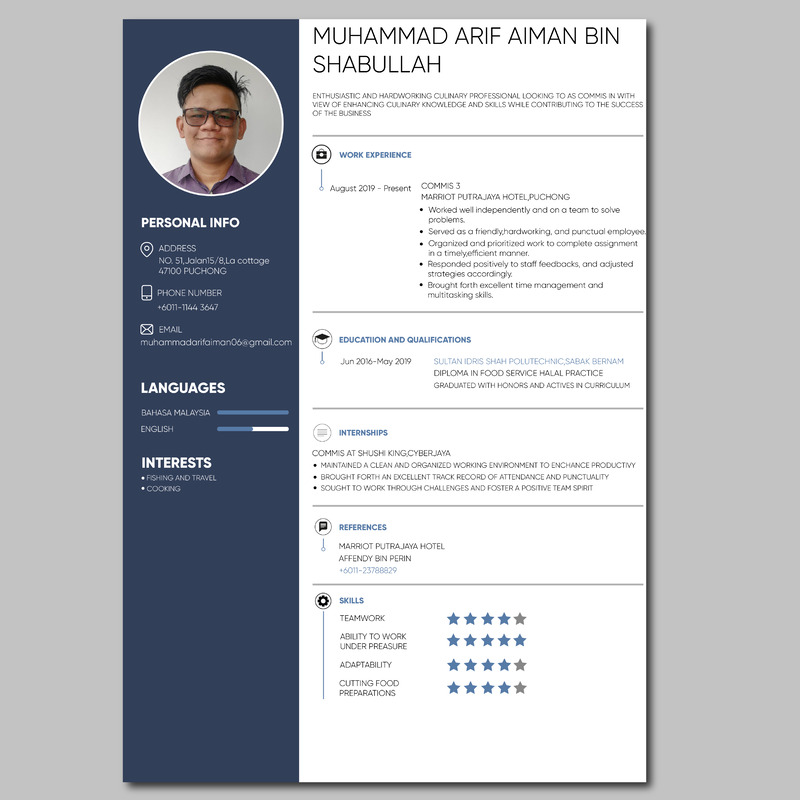 MUHAMMAD ARIF AIMAN BIN
SHABULLAH
ENTHUSIASTIC AND HARDWORKING CULINARY PROFESSIONAL LOOKING TO AS COMMIS IN WITH
VIEW OF ENHANCING CULINARY KNOWLEDGE AND SKILLS WHILE CONTRIBUTING TO THE SUCCESS
OF THE BUSINESS
PERSONAL INFO
ADDRESS
NO. 51,Jalan15/8,La cottage
47100 PUCHONG
PHONE NUMBER
+6011-1144 3647
EMAIL
muhammadarifaiman06@gmail.com
LANGUAGES
BAHASA MALAYSIA
ENGLISH
INTERESTS
• FISHING AND TRAVEL
• COOKING
WORK EXPERIENCE
August 2019 - Present
COMMIS 3
MARRIOT PUTRAJAYA HOTEL,PUCHONG
• Worked well independently and on a team to solve
problems.
• Served as a friendly,hardworking, and punctual employee.
• Organized and prioritized work to complete assignment
in a timely,efficient manner.
• Responded positively to staff feedbacks, and adjusted
strategies accordingly.
• Brought forth excellent time management and
multitasking skills.
EDUCATIION AND QUALIFICATIONS
Jun 2016-May 2019
SULTAN IDRIS SHAH POLUTECHNIC,SABAK BERNAM
DIPLOMA IN FOOD SERVICE HALAL PRACTICE
GRADUATED WITH HONORS AND ACTIVES IN CURRICULUM
INTERNSHIPS
COMMIS AT SHUSHI KING,CYBERJAYA
• MAINTAINED A CLEAN AND ORGANIZED WORKING ENVIRONMENT TO ENCHANCE PRODUCTIVY
• BROUGHT FORTH AN EXCELLENT TRACK RECORD OF ATTENDANCE AND PUNCTUALITY
• SOUGHT TO WORK THROUGH CHALLENGES AND FOSTER A POSITIVE TEAM SPIRIT
REFERENCES
MARRIOT PUTRAJAYA HOTEL
AFFENDY BIN PERIN
+6011-23788829
SKILLS
TEAMWORK
ABILITY TO WORK
UNDER PREASURE
ADAPTABILITY
CUTTING FOOD
PREPARATIONS